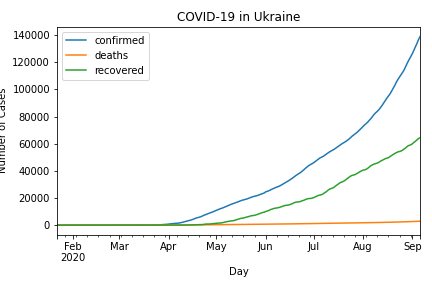 COVID-19 in Ukraine
confirmed
deaths
recovered
140000
120000
100000
80000
60000
40000
20000
0
Number of Cases
Feb Mar Apr May Jun Jul Aug Sep
2020
Day